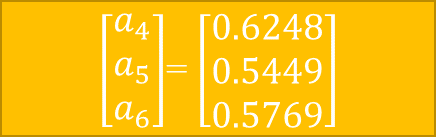 [a₄] [0.6248]
[a₅] = [0.5449]
[a₆] [0.5769]